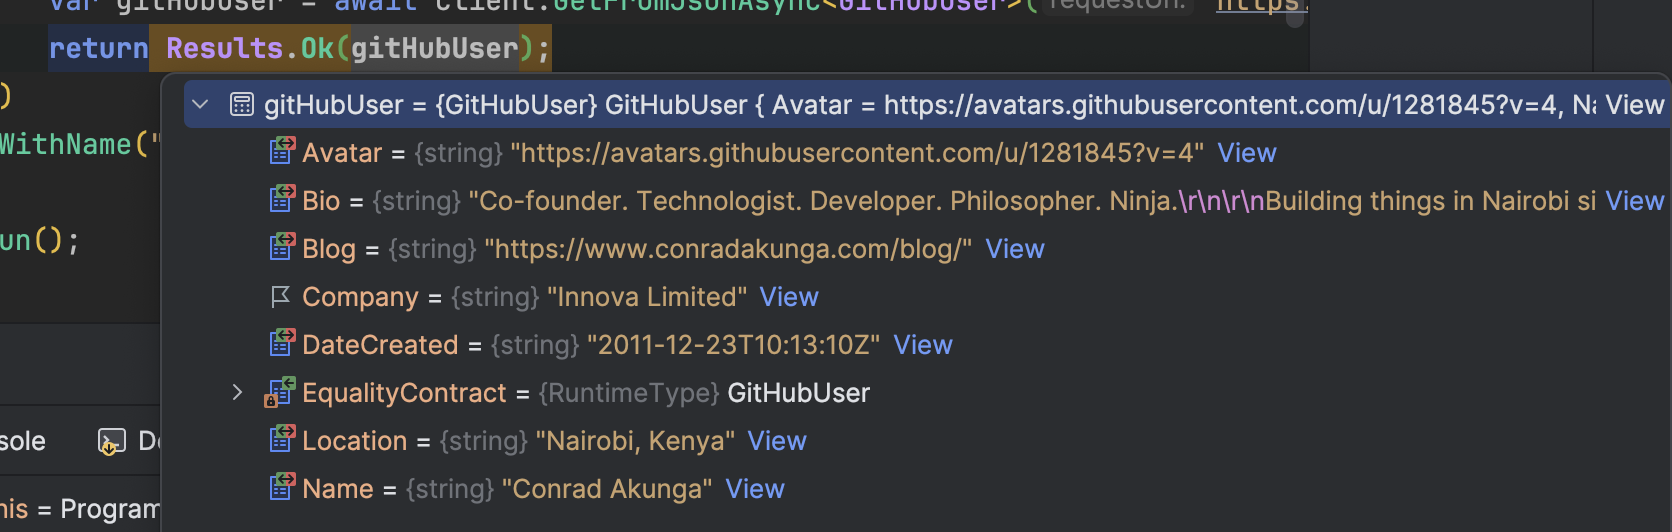 var gitHubUser = await client.GetFromJsonAsync<GitHubUser>( requestUri: "https:
return Results.Ok(gitHubUser);
)
gitHubUser = {GitHubUser} GitHubUser { Avatar = https://avatars.githubusercontent.com/u/1281845?v=4, Na View
WithName("
Avatar = {string} "https://avatars.githubusercontent.com/u/1281845?v=4" View
Bio = {string} "Co-founder. Technologist. Developer. Philosopher. Ninja.\r\n\r\nBuilding things in Nairobi si View
un();
Blog = {string} "https://www.conradakunga.com/blog/" View
Company = {string} "Innova Limited" View
DateCreated = {string} "2011-12-23T10:13:10Z" View
EqualityContract = {RuntimeType} GitHubUser
sole De
Location = {string} "Nairobi, Kenya" View
Name = {string} "Conrad Akunga" View
his = Program